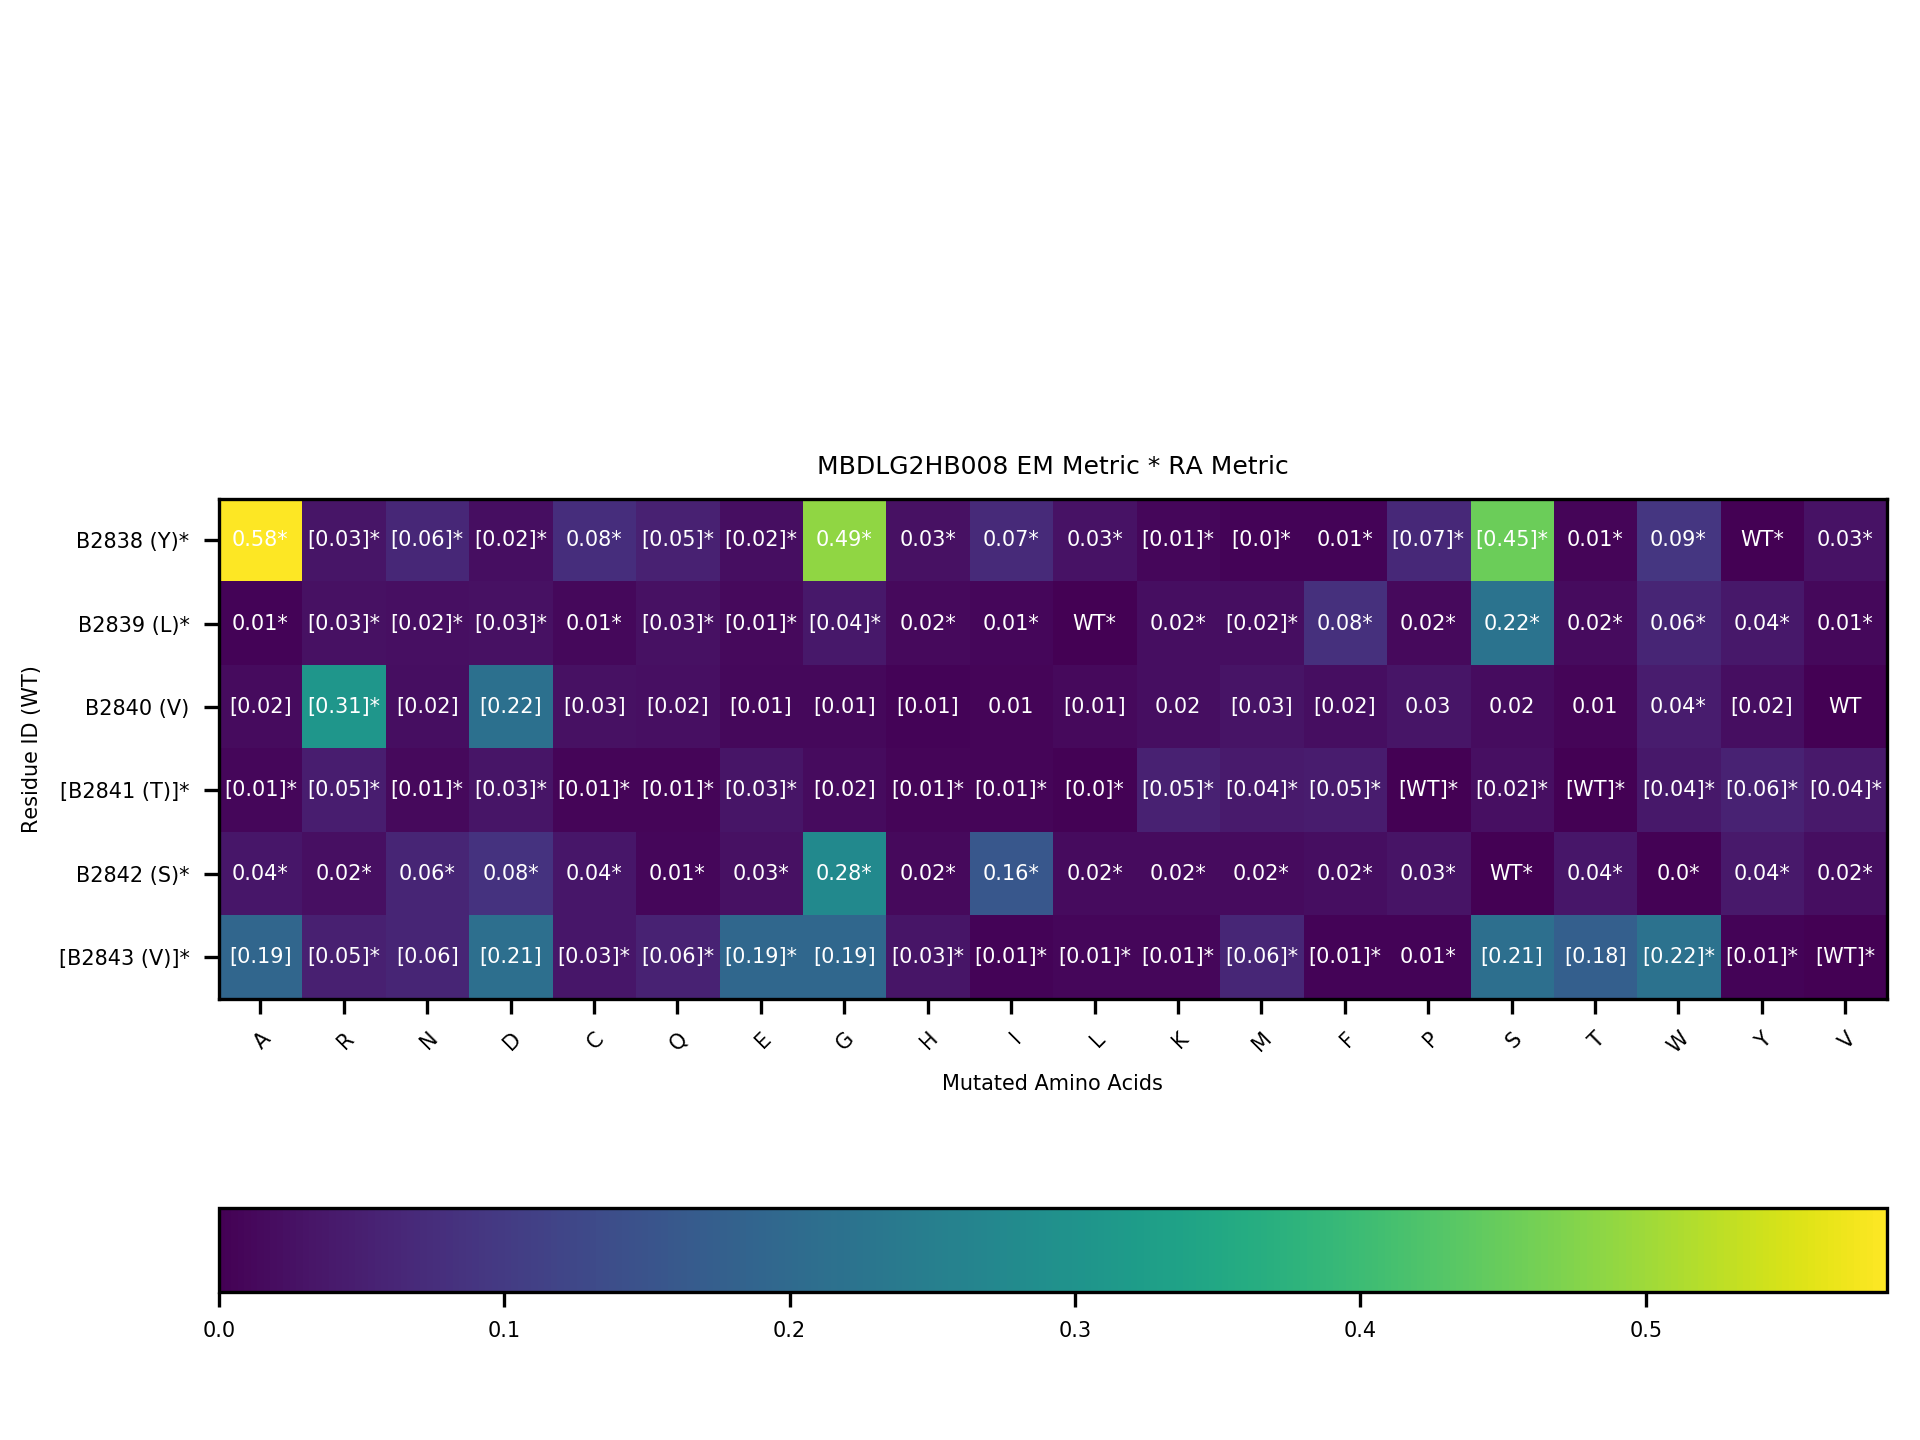 MBDLG2HB008 EM Metric * RA Metric
Residue ID (WT)
B2838 (Y)* 0.58* [0.03]* [0.06]* [0.02]* 0.08* [0.05]* [0.02]* 0.49* 0.03* 0.07* 0.03* [0.01]* [0.0]* 0.01* [0.07]* [0.45]* 0.01* 0.09* WT* 0.03*
B2839 (L)* 0.01* [0.03]* [0.02]* [0.03]* 0.01* [0.03]* [0.01]* [0.04]* 0.02* 0.01* WT* 0.02* [0.02]* 0.08* 0.02* 0.22* 0.02* 0.06* 0.04* 0.01*
B2840 (V) [0.02] [0.31]* [0.02] [0.22] [0.03] [0.02] [0.01] [0.01] [0.01] 0.01 [0.01] 0.02 [0.03] [0.02] 0.03 0.02 0.01 0.04* [0.02] WT
[B2841 (T)]* [0.01]* [0.05]* [0.01]* [0.03]* [0.01]* [0.01]* [0.03]* [0.02] [0.01]* [0.01]* [0.0]* [0.05]* [0.04]* [0.05]* [WT]* [0.02]* [WT]* [0.04]* [0.06]* [0.04]*
B2842 (S)* 0.04* 0.02* 0.06* 0.08* 0.04* 0.01* 0.03* 0.28* 0.02* 0.16* 0.02* 0.02* 0.02* 0.02* 0.03* WT* 0.04* 0.0* 0.04* 0.02*
[B2843 (V)]* [0.19] [0.05]* [0.06] [0.21] [0.03]* [0.06]* [0.19]* [0.19] [0.03]* [0.01]* [0.01]* [0.01]* [0.06]* [0.01]* 0.01* [0.21] [0.18] [0.22]* [0.01]* [WT]*
A R N D C Q E G H I L K M F P S T W Y V
Mutated Amino Acids
0.0 0.1 0.2 0.3 0.4 0.5